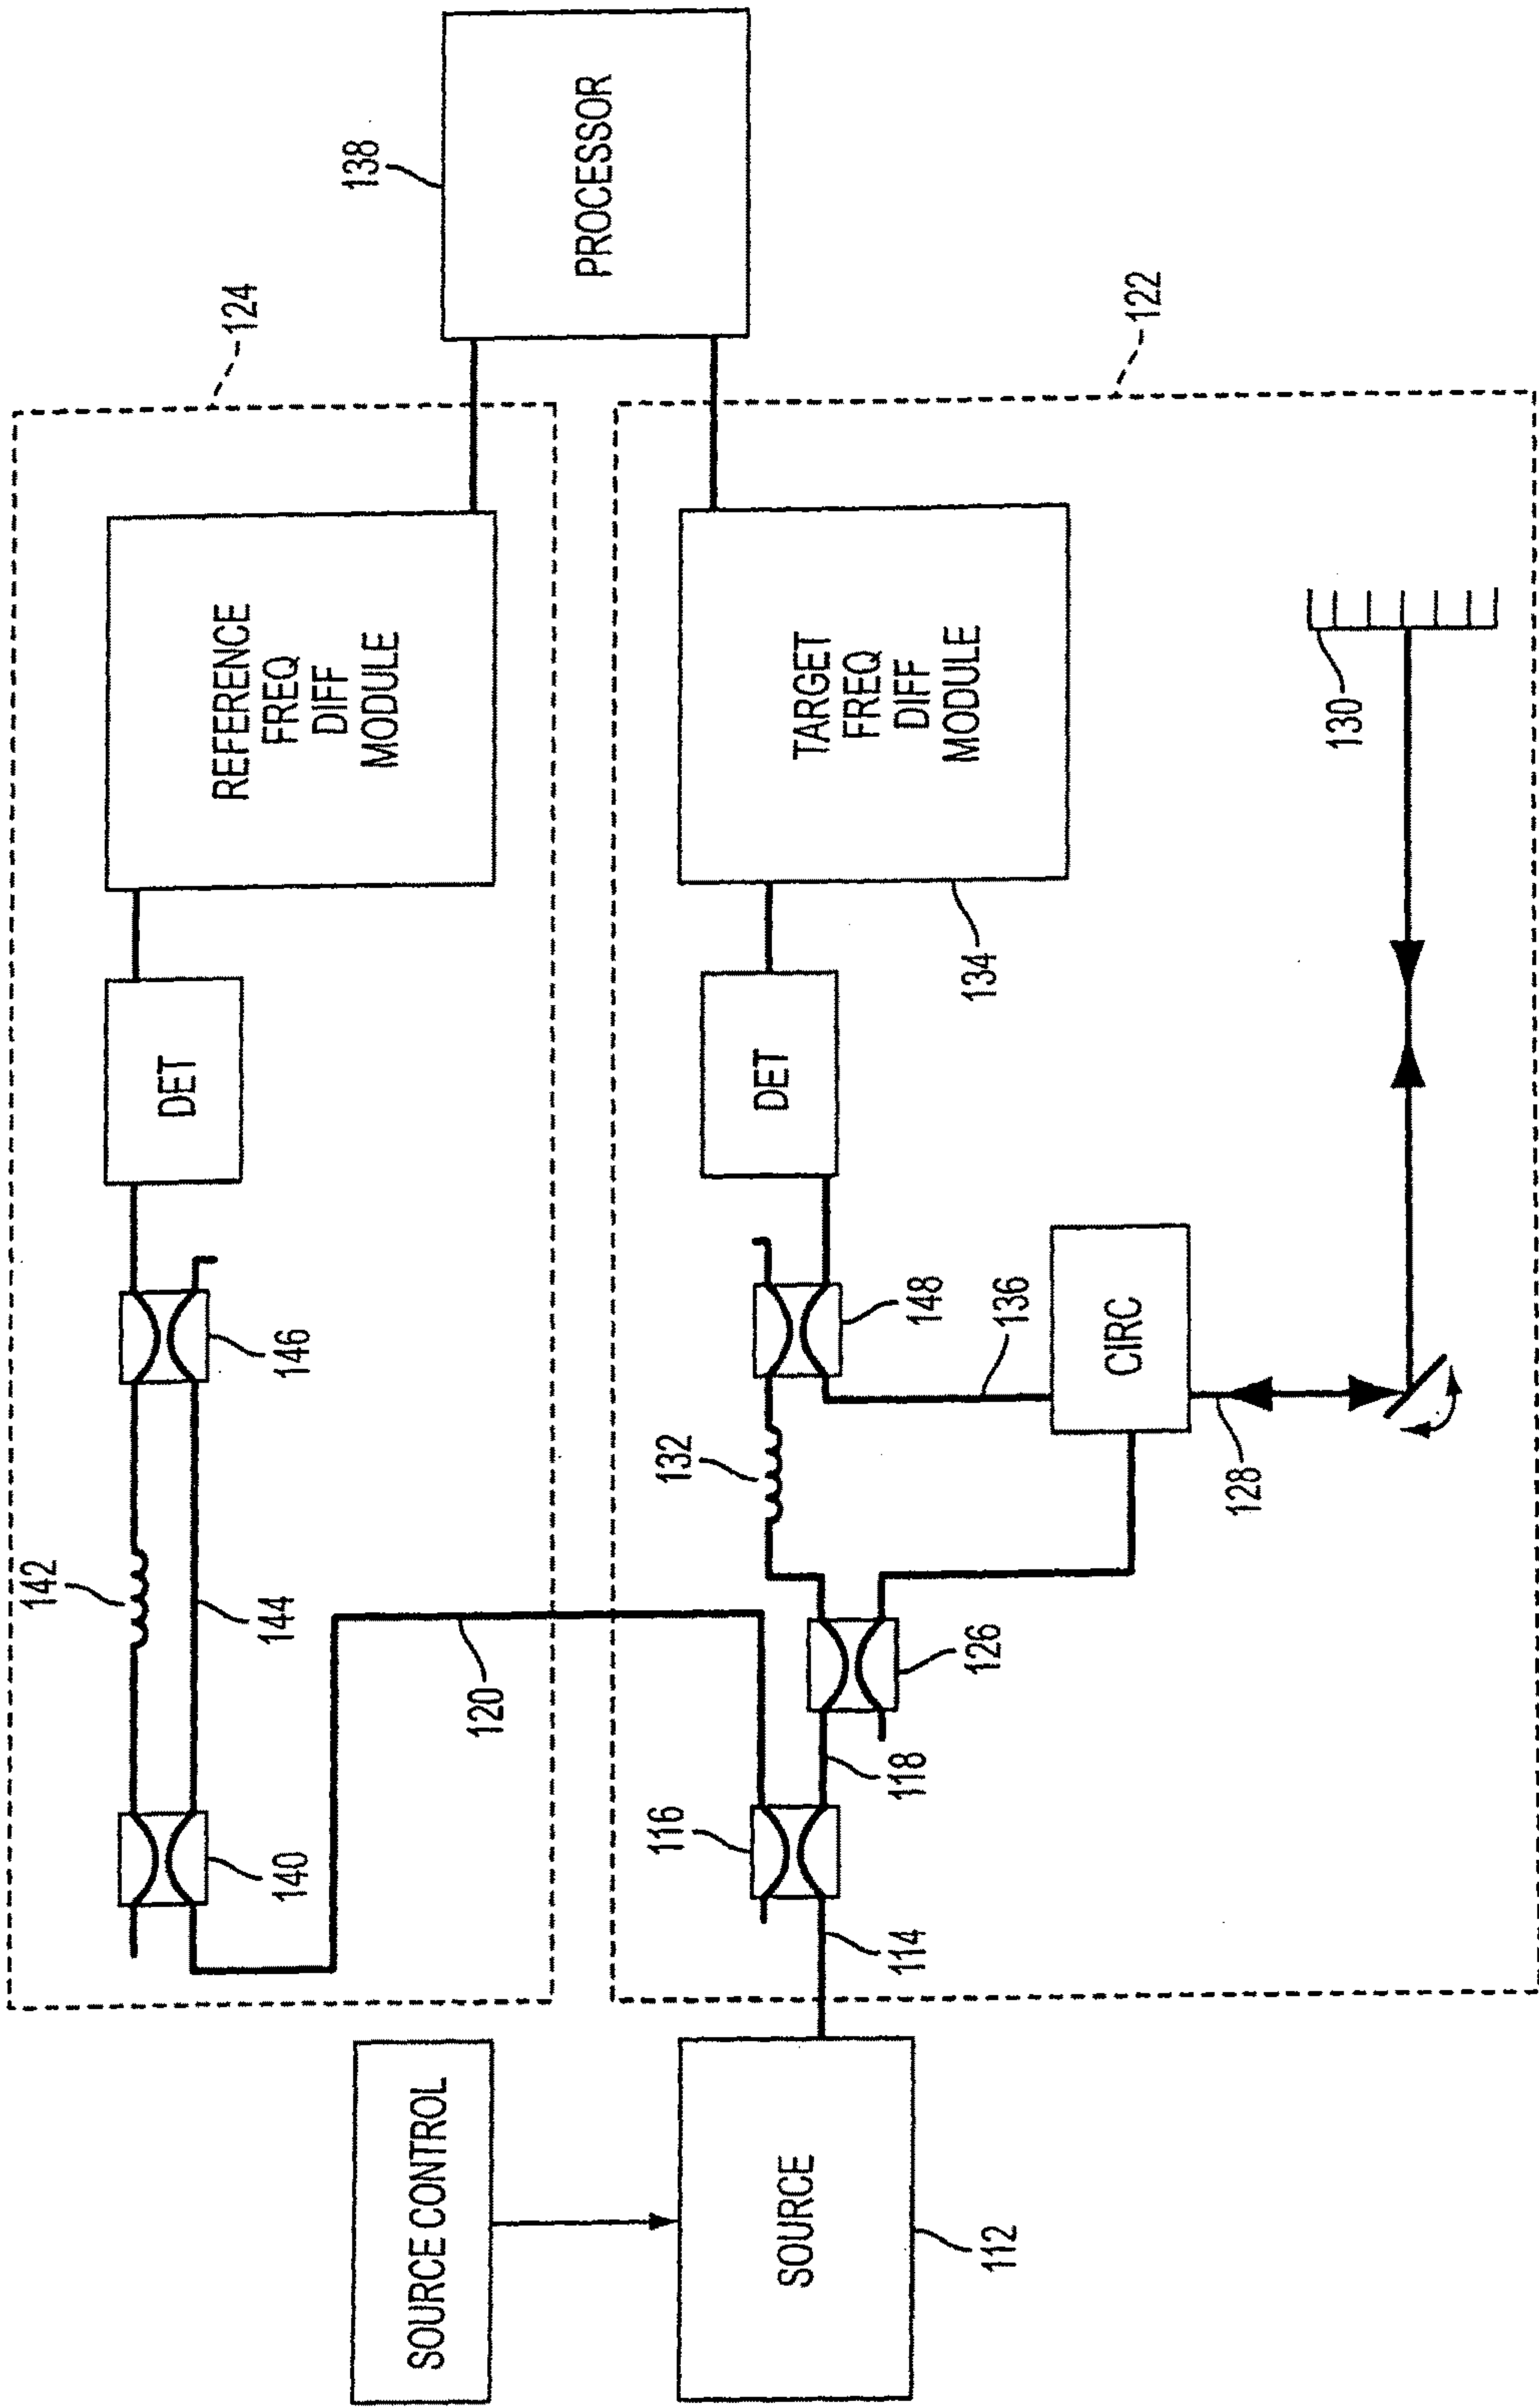 124
142
144
140
146
DET
REFERENCE
FREQ
DIFF
MODULE
138
PROCESSOR
120
SOURCE CONTROL
SOURCE
112
114
116
118
126
132
148
136
DET
TARGET
FREQ
DIFF
MODULE
134
CIRC
128
130
122